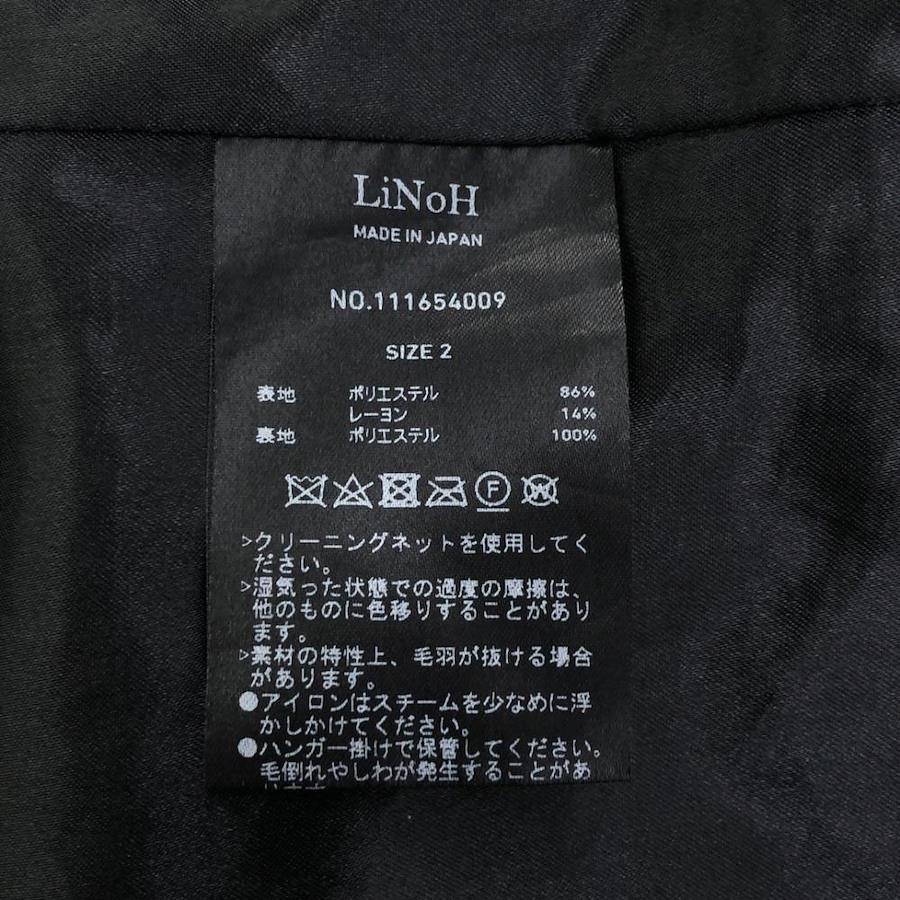 LiNoH
MADE IN JAPAN
NO.111654009
SIZE 2
表地 ポリエステル 86%
レーヨン 14%
裏地 ポリエステル 100%
F W
▷クリーニングネットを使用してく
ださい。
▷湿気った状態での過度の摩擦は、
他のものに色移りすることがあり
ます。
▷素材の特性上、毛羽が抜ける場合
があります。
●アイロンはスチームを少なめに浮
かしかけてください。
●ハンガー掛けで保管してください。
毛倒れやしわが発生することがあ
ります